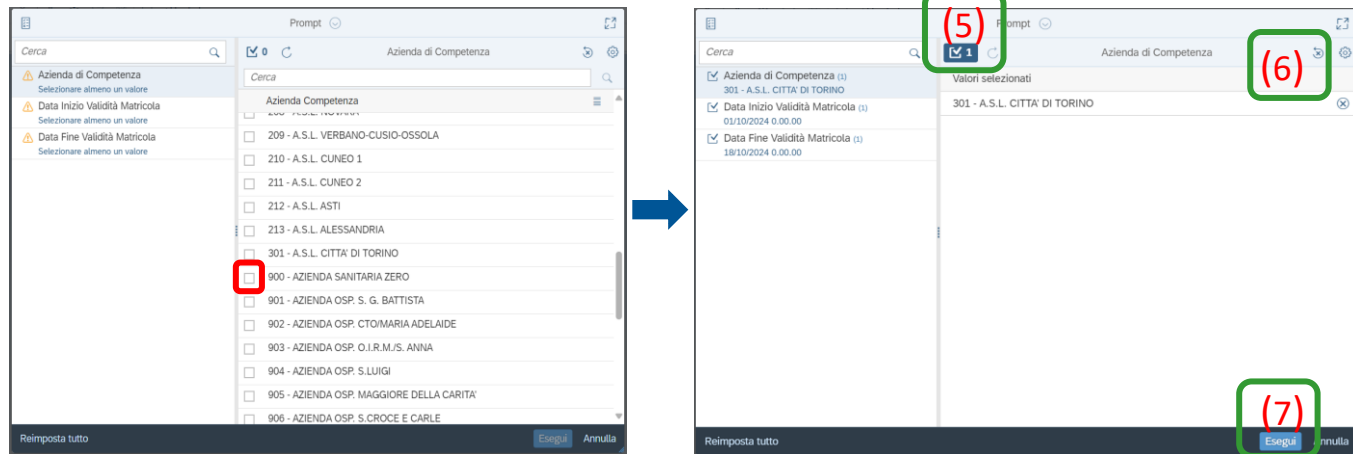 Prompt
Cerca
0
Azienda di Competenza
Azienda di Competenza
Selezionare almeno un valore
Data Inizio Validità Matricola
Selezionare almeno un valore
Data Fine Validità Matricola
Selezionare almeno un valore
Cerca
Azienda Competenza
209 - A.S.L. VERBANO-CUSIO-OSSOLA
210 - A.S.L. CUNEO 1
211 - A.S.L. CUNEO 2
212 - A.S.L. ASTI
213 - A.S.L. ALESSANDRIA
301 - A.S.L. CITTA' DI TORINO
900 - AZIENDA SANITARIA ZERO
901 - AZIENDA OSP. S. G. BATTISTA
902 - AZIENDA OSP. CTO/MARIA ADELAIDE
903 - AZIENDA OSP. O.I.R.M./S. ANNA
904 - AZIENDA OSP. S.LUIGI
905 - AZIENDA OSP. MAGGIORE DELLA CARITA'
906 - AZIENDA OSP. S.CROCE E CARLE
Reimposta tutto
Esegui
Annulla
(5)
Prompt
Cerca
1
Azienda di Competenza
(6)
Azienda di Competenza (1)
301 - A.S.L. CITTA' DI TORINO
Data Inizio Validità Matricola (1)
01/10/2024 0.00.00
Data Fine Validità Matricola (1)
18/10/2024 0.00.00
Valori selezionati
301 - A.S.L. CITTA' DI TORINO
(7)
Reimposta tutto
Esegui
Annulla